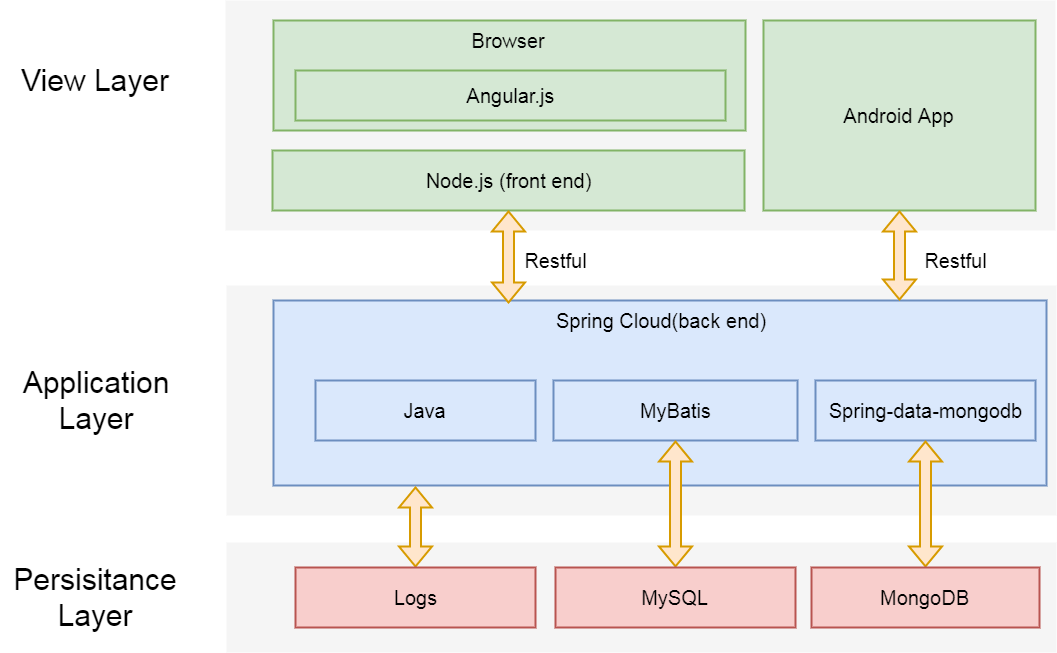 View Layer
Browser
Angular.js
Android App
Node.js (front end)
Restful
Restful
Application
Layer
Spring Cloud(back end)
Java
MyBatis
Spring-data-mongodb
Persisitance
Layer
Logs
MySQL
MongoDB